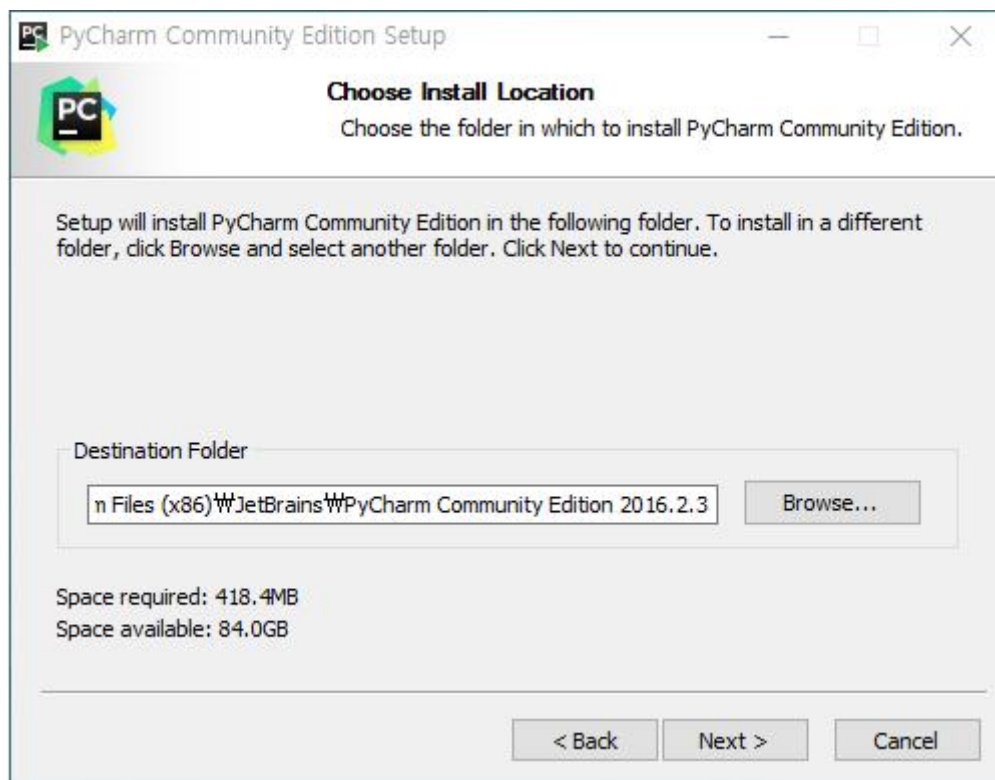 PyCharm Community Edition Setup
PC
Choose Install Location
Choose the folder in which to install PyCharm Community Edition.
Setup will install PyCharm Community Edition in the following folder. To install in a different
folder, click Browse and select another folder. Click Next to continue.
Destination Folder
n Files (x86)₩JetBrains₩PyCharm Community Edition 2016.2.3
Browse...
Space required: 418.4MB
Space available: 84.0GB
< Back
Next >
Cancel